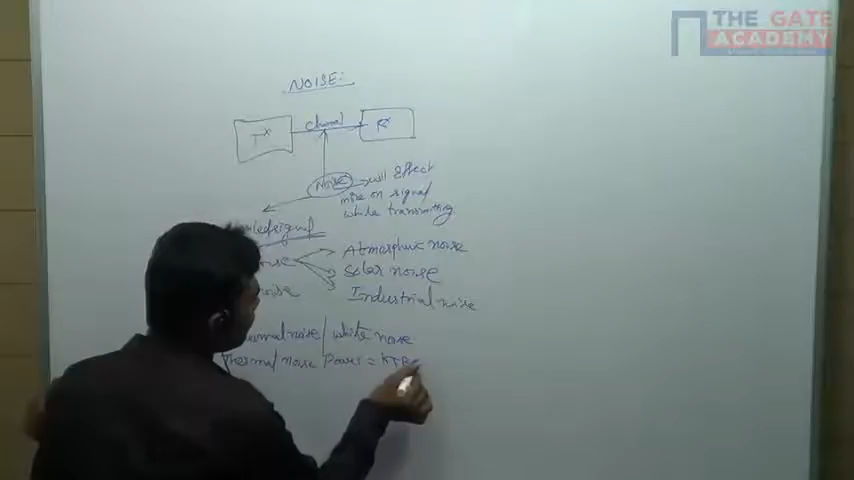 THE GATE
ACADEMY
NOISE:
Tx channel Rx
Noise → will effect
more on signal
while transmitting
signal
Atmospheric noise
Solar noise
Industrial noise
noise
noise / white noise
Thermal noise Power = KTB